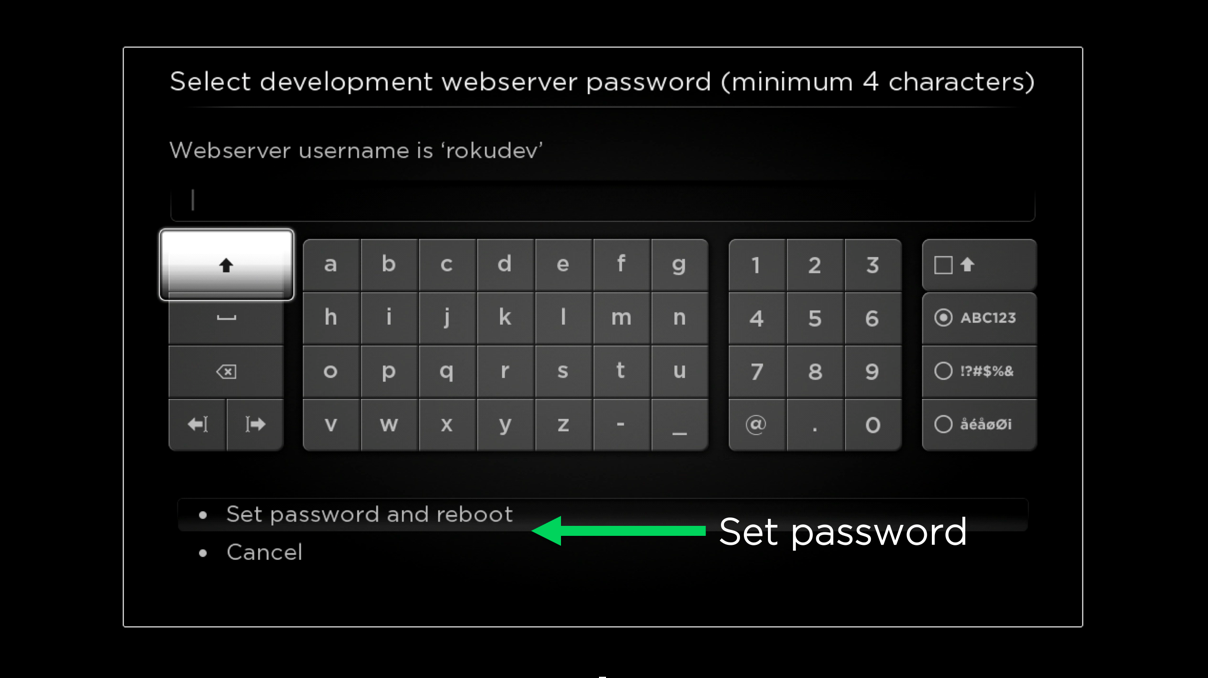 Select development webserver password (minimum 4 characters)
Webserver username is ‘rokudev’
a b c d e f g 1 2 3
h i j k l m n 4 5 6 ABC123
o p q r s t u 7 8 9 !?#$%&
v w x y z - _ @ . 0 åéåøØi
Set password and reboot
Set password
Cancel